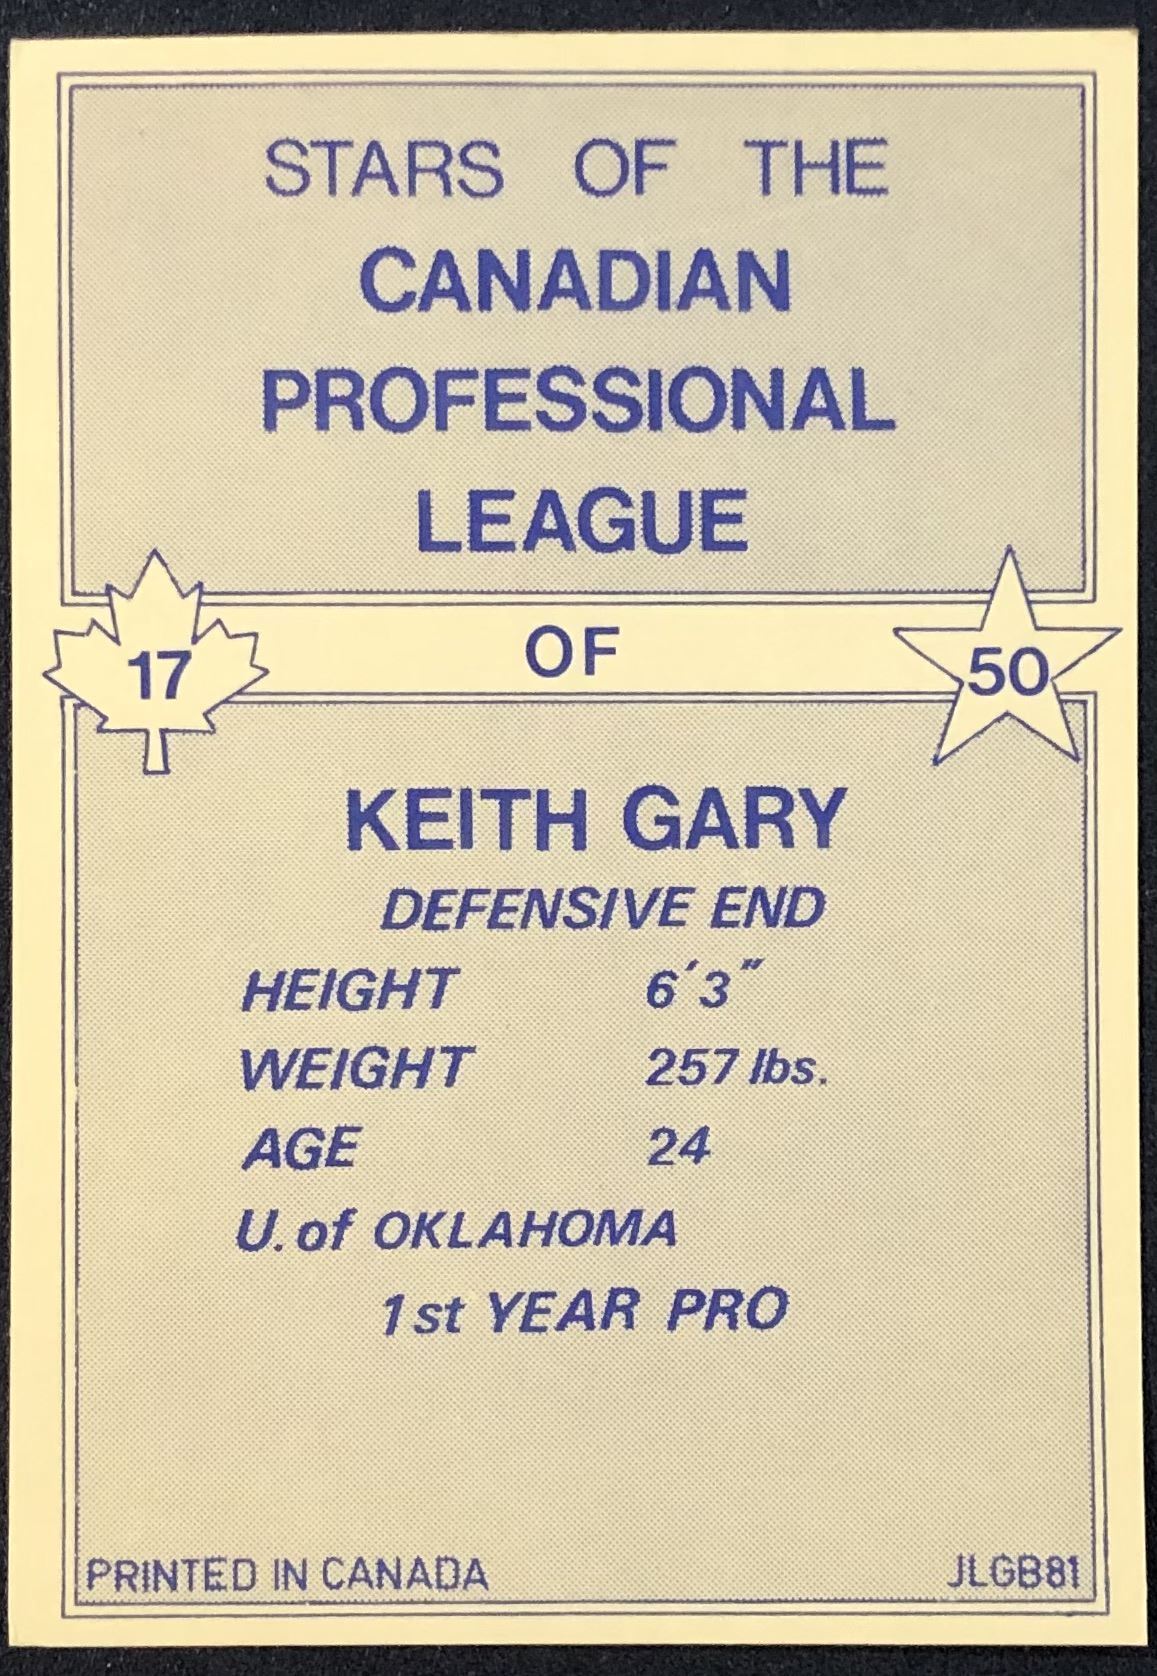 STARS OF THE
CANADIAN
PROFESSIONAL
LEAGUE
17 OF 50
KEITH GARY
DEFENSIVE END
HEIGHT 6'3"
WEIGHT 257 lbs.
AGE 24
U. of OKLAHOMA
1st YEAR PRO
PRINTED IN CANADA JLGB81